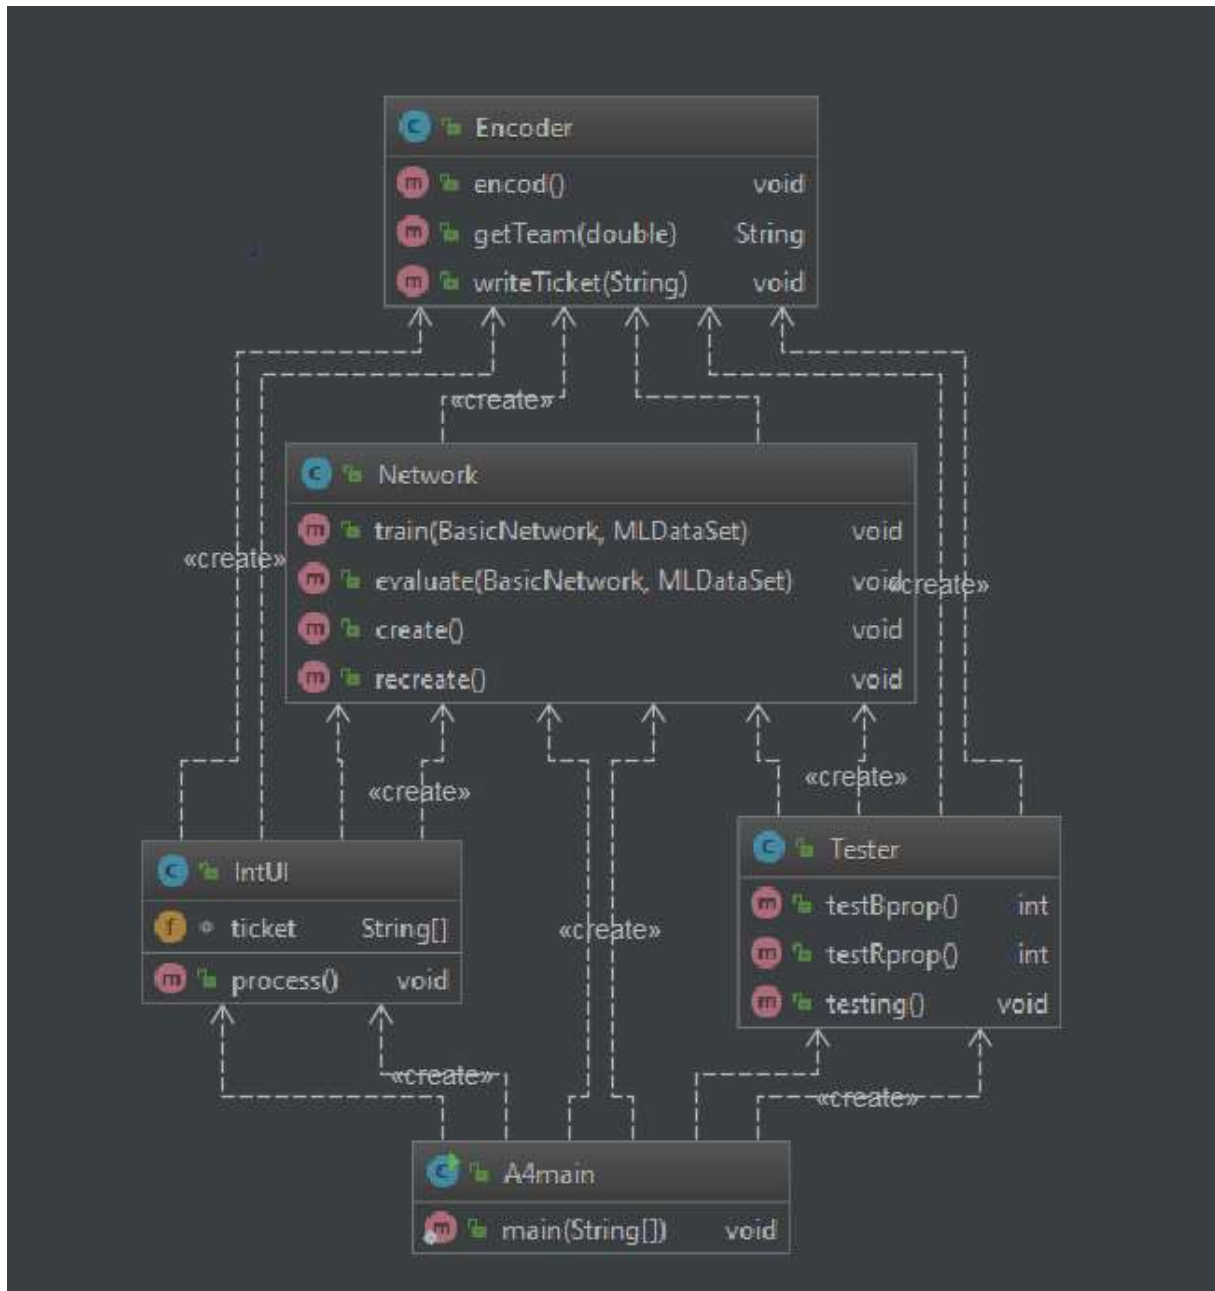 Encoder
encod() void
getTeam(double) String
writeTicket(String) void
«create»
Network
train(BasicNetwork, MLDataSet) void
«create»
evaluate(BasicNetwork, MLDataSet) void «create»
create() void
recreate() void
«create» «create»
Tester
IntUI
testBprop() int
ticket String[]
«create»
testRprop() int
process() void
testing() void
«create»
«create»
A4main
main(String[]) void